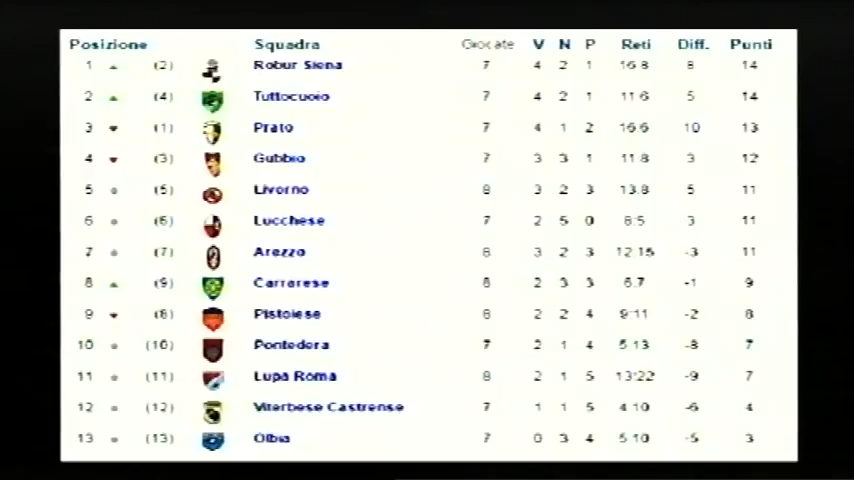 Posizione Squadra Giocate V N P Reti Diff. Punti
1 (2) Robur Siena 7 4 2 1 16:8 8 14
2 (4) Tuttocuoio 7 4 2 1 11:6 5 14
3 (1) Prato 7 4 1 2 16:6 10 13
4 (3) Gubbio 7 3 3 1 11:8 3 12
5 (5) Livorno 8 3 2 3 13:8 5 11
6 (6) Lucchese 7 2 5 0 8:5 3 11
7 (7) Arezzo 8 3 2 3 12:15 -3 11
8 (9) Carrarese 8 2 3 3 6:7 -1 9
9 (8) Pistoiese 8 2 2 4 9:11 -2 8
10 (10) Pontedera 7 2 1 4 5:13 -8 7
11 (11) Lupa Roma 8 2 1 5 13:22 -9 7
12 (12) Viterbese Castrense 7 1 1 5 4:10 -6 4
13 (13) Olbia 7 0 3 4 5:10 -5 3